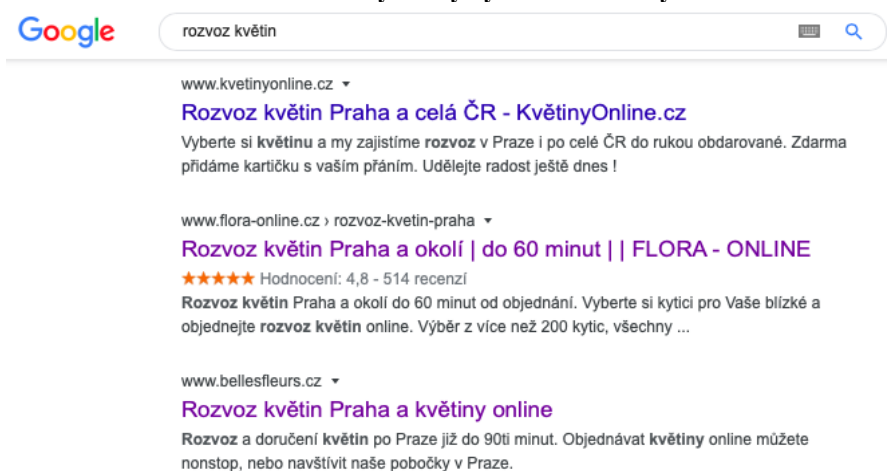 Google
rozvoz květin
www.kvetinyonline.cz
Rozvoz květin Praha a celá ČR - KvětinyOnline.cz
Vyberte si květinu a my zajistíme rozvoz v Praze i po celé ČR do rukou obdarované. Zdarma
přidáme kartičku s vaším přáním. Udělejte radost ještě dnes !
www.flora-online.cz › rozvoz-kvetin-praha
Rozvoz květin Praha a okolí | do 60 minut | | FLORA - ONLINE
Hodnocení: 4,8 - 514 recenzí
Rozvoz květin Praha a okolí do 60 minut od objednání. Vyberte si kytici pro Vaše blízké a
objednejte rozvoz květin online. Výběr z více než 200 kytic, všechny ...
www.bellesfleurs.cz
Rozvoz květin Praha a květiny online
Rozvoz a doručení květin po Praze již do 90ti minut. Objednávat květiny online můžete
nonstop, nebo navštívit naše pobočky v Praze.